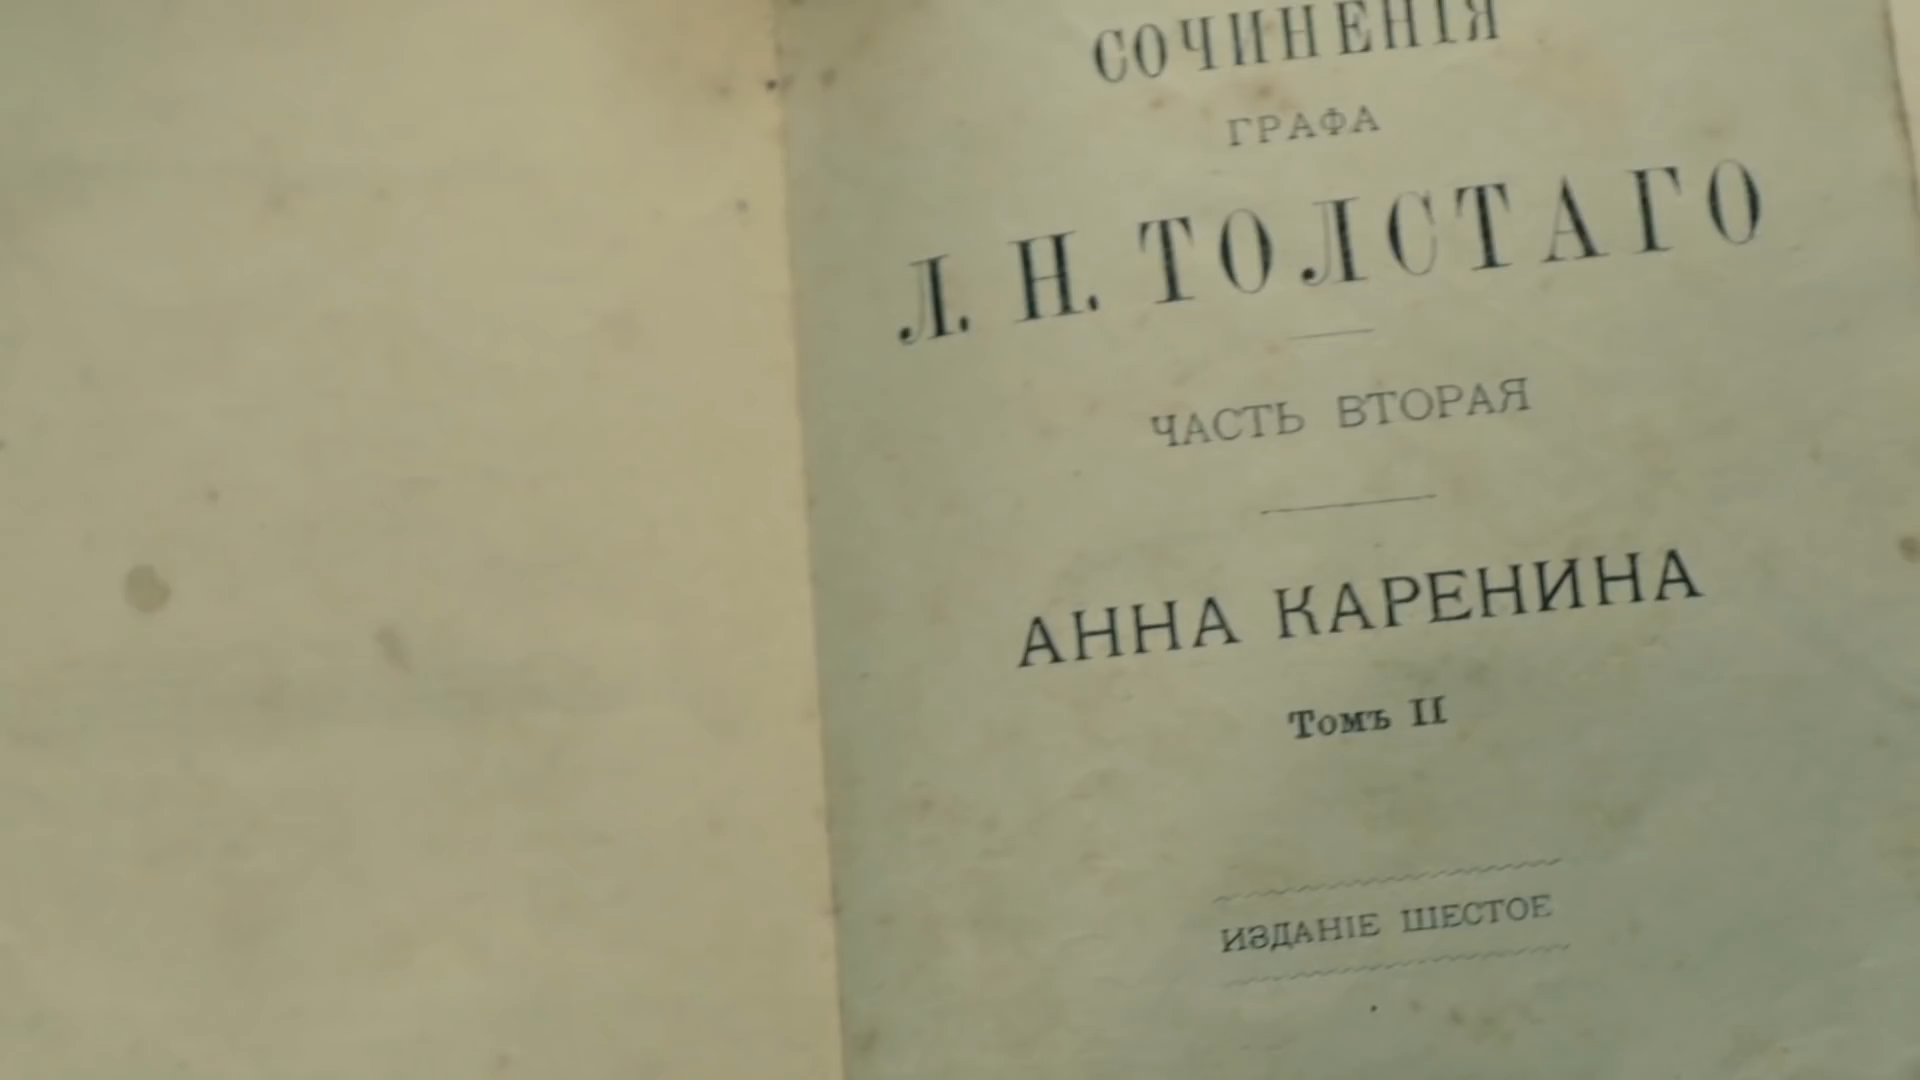 СОЧИНЕНІЯ
ГРАФА
Л. Н. ТОЛСТАГО
ЧАСТЬ ВТОРАЯ
АННА КАРЕНИНА
Томъ II
ИЗДАНІЕ ШЕСТОЕ